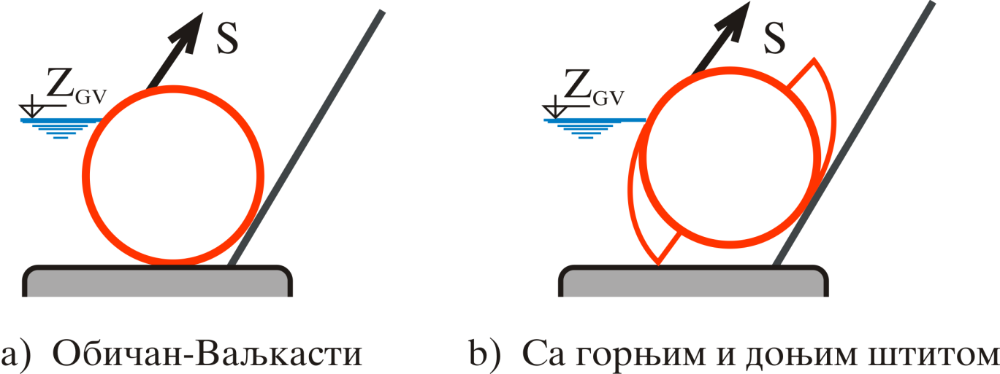 S
Z_GV
S
Z_GV
a) Обичан-Ваљкасти
b) Са горњим и доњим штитом